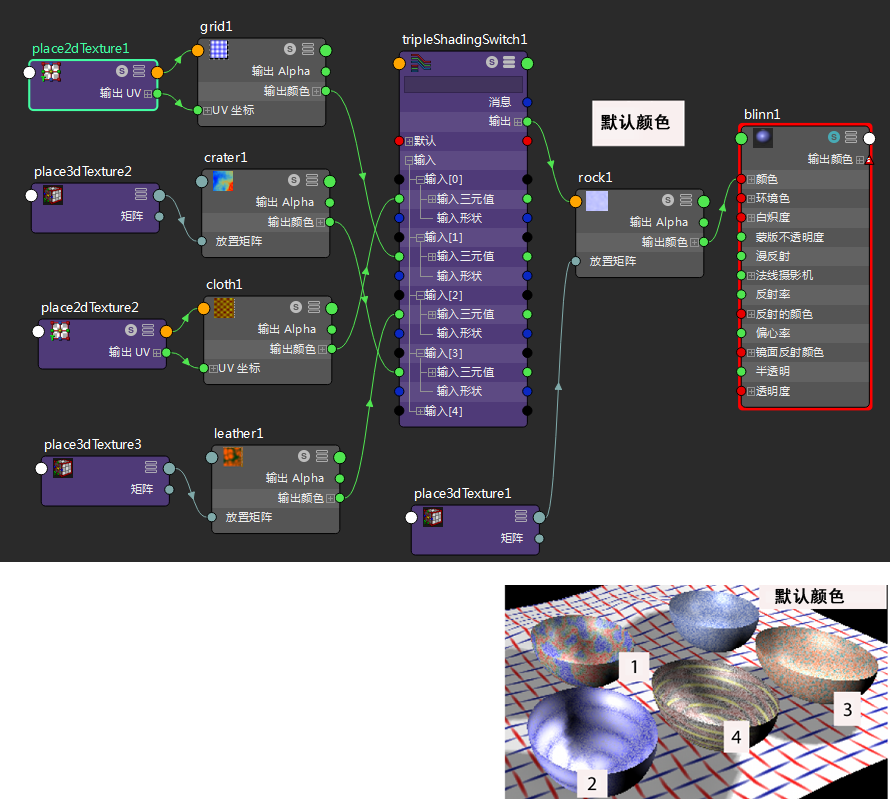 place2dTexture1
S
输出 UV
grid1
S
输出 Alpha
输出颜色
UV 坐标
place3dTexture2
矩阵
crater1
S
输出 Alpha
输出颜色
放置矩阵
place2dTexture2
S
输出 UV
cloth1
S
输出 Alpha
输出颜色
UV 坐标
place3dTexture3
矩阵
leather1
S
输出 Alpha
输出颜色
放置矩阵
tripleShadingSwitch1
S
消息
输出
默认
输入
输入[0]
输入三元值
输入形状
输入[1]
输入三元值
输入形状
输入[2]
输入三元值
输入形状
输入[3]
输入三元值
输入形状
输入[4]
place3dTexture1
矩阵
默认颜色
rock1
S
输出 Alpha
输出颜色
放置矩阵
blinn1
S
输出颜色
颜色
环境色
白炽度
蒙版不透明度
漫反射
法线摄影机
反射率
反射的颜色
偏心率
镜面反射颜色
半透明
透明度
默认颜色
1
3
4
2